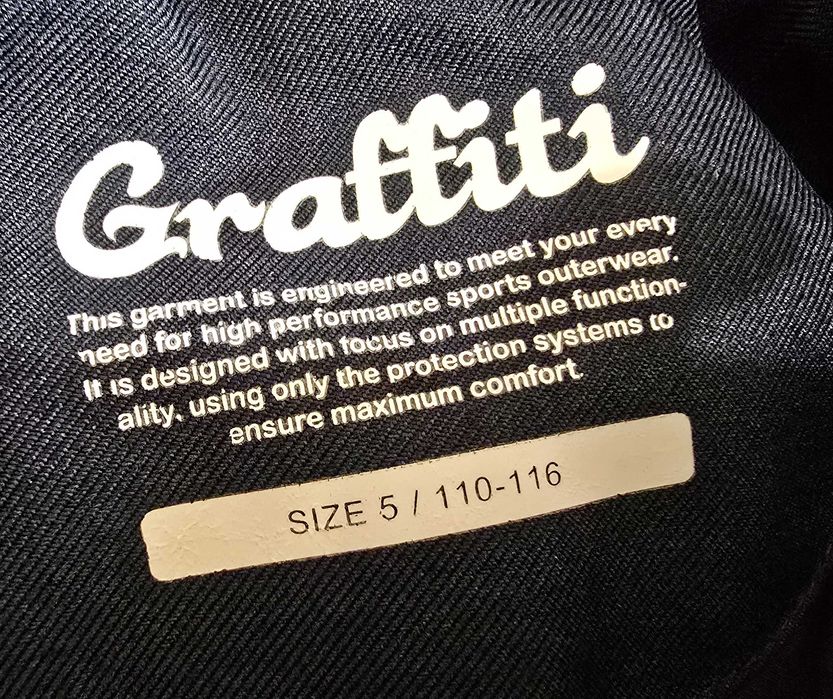 Graffiti
This garment is engineered to meet your every
need for high performance sports outerwear.
It is designed with focus on multiple function-
ality, using only the protection systems to
ensure maximum comfort.
SIZE 5 / 110-116